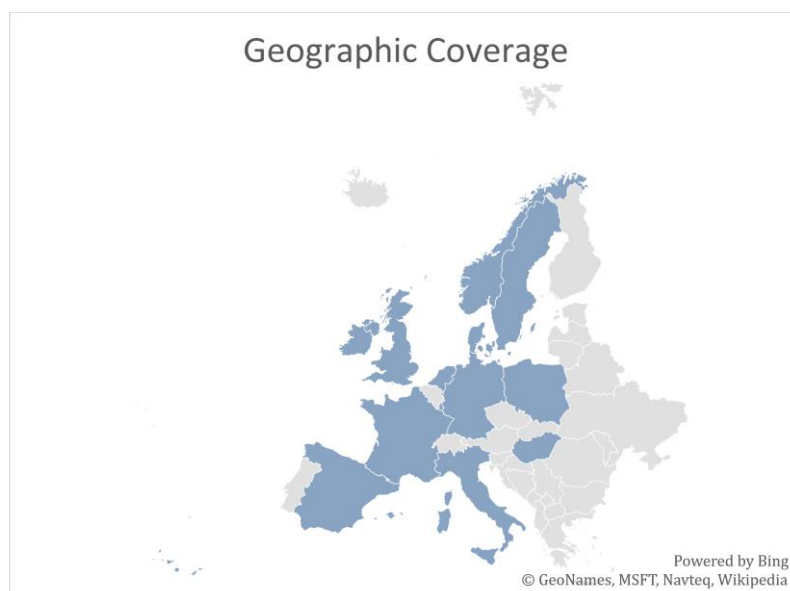 Geographic Coverage
Powered by Bing
© GeoNames, MSFT, Navteq, Wikipedia